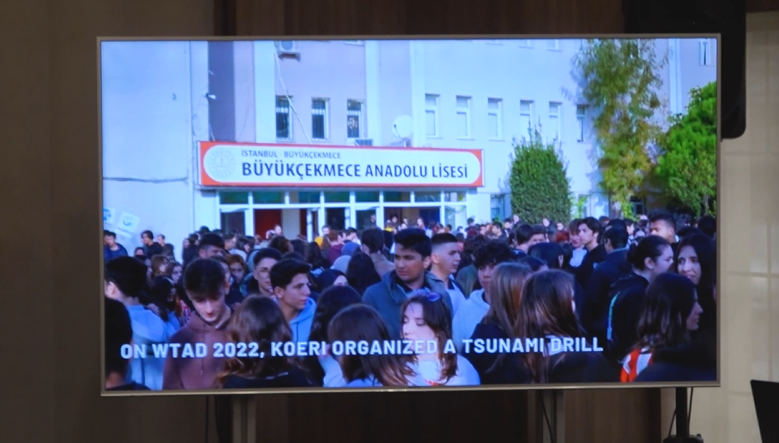 İSTANBUL - BÜYÜKÇEKMECE
BÜYÜKÇEKMECE ANADOLU LİSESİ
ON WTAD 2022, KOERI ORGANIZED A TSUNAMI DRILL